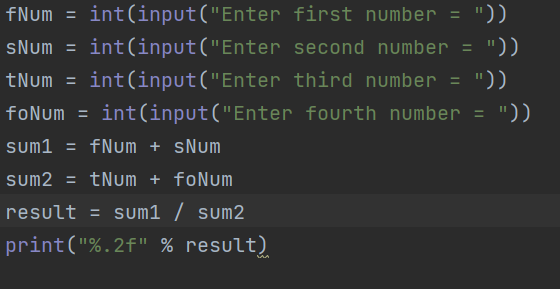 fNum = int(input("Enter first number = "))
sNum = int(input("Enter second number = "))
tNum = int(input("Enter third number = "))
foNum = int(input("Enter fourth number = "))
sum1 = fNum + sNum
sum2 = tNum + foNum
result = sum1 / sum2
print("%.2f" % result)